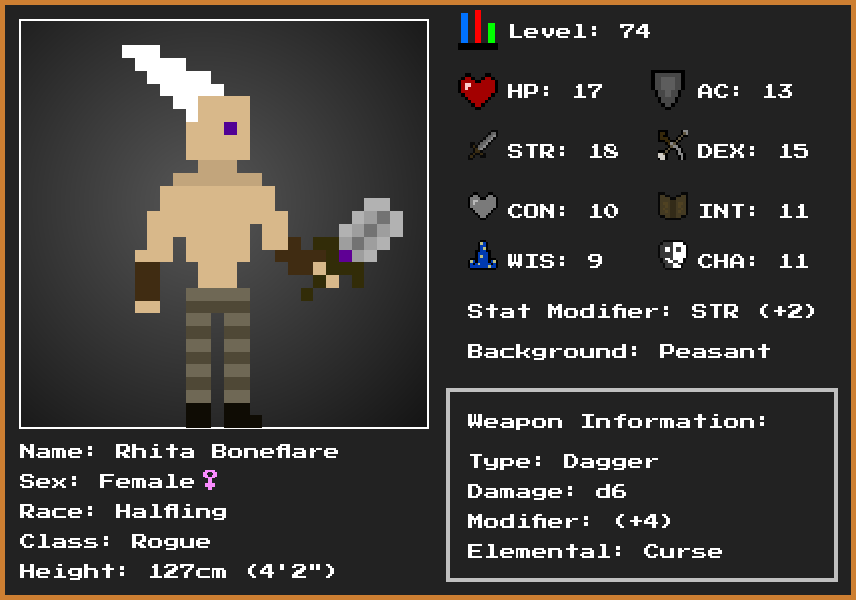 Level: 74
HP: 17
AC: 13
STR: 18
DEX: 15
CON: 10
INT: 11
WIS: 9
CHA: 11
Stat Modifier: STR (+2)
Background: Peasant
Weapon Information:
Type: Dagger
Damage: d6
Modifier: (+4)
Elemental: Curse
Name: Rhita Boneflare
Sex: Female♀
Race: Halfling
Class: Rogue
Height: 127cm (4'2")